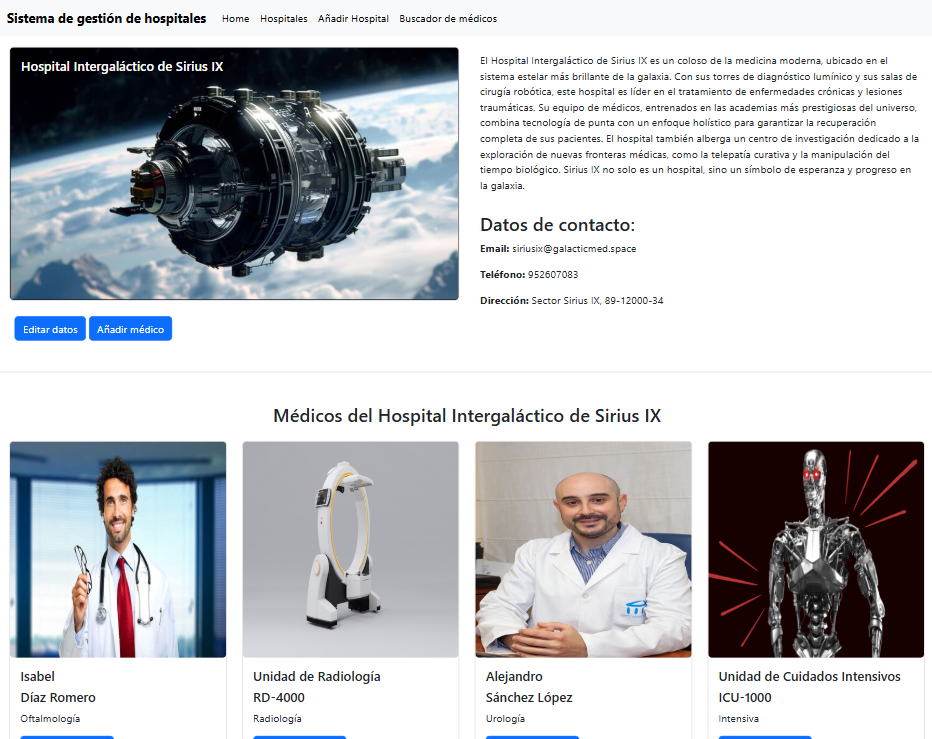 Sistema de gestión de hospitales
Home Hospitales Añadir Hospital Buscador de médicos
Hospital Intergaláctico de Sirius IX
El Hospital Intergaláctico de Sirius IX es un coloso de la medicina moderna, ubicado en el
sistema estelar más brillante de la galaxia. Con sus torres de diagnóstico lumínico y sus salas de
cirugía robótica, este hospital es líder en el tratamiento de enfermedades crónicas y lesiones
traumáticas. Su equipo de médicos, entrenados en las academias más prestigiosas del universo,
combina tecnología de punta con un enfoque holístico para garantizar la recuperación
completa de sus pacientes. El hospital también alberga un centro de investigación dedicado a la
exploración de nuevas fronteras médicas, como la telepatía curativa y la manipulación del
tiempo biológico. Sirius IX no solo es un hospital, sino un símbolo de esperanza y progreso en
la galaxia.
Datos de contacto:
Email: siriusix@galacticmed.space
Teléfono: 952607083
Dirección: Sector Sirius IX, 89-12000-34
Editar datos Añadir médico
Médicos del Hospital Intergaláctico de Sirius IX
Isabel
Díaz Romero
Oftalmología
Unidad de Radiología
RD-4000
Radiología
Alejandro
Sánchez López
Urología
Unidad de Cuidados Intensivos
ICU-1000
Intensiva